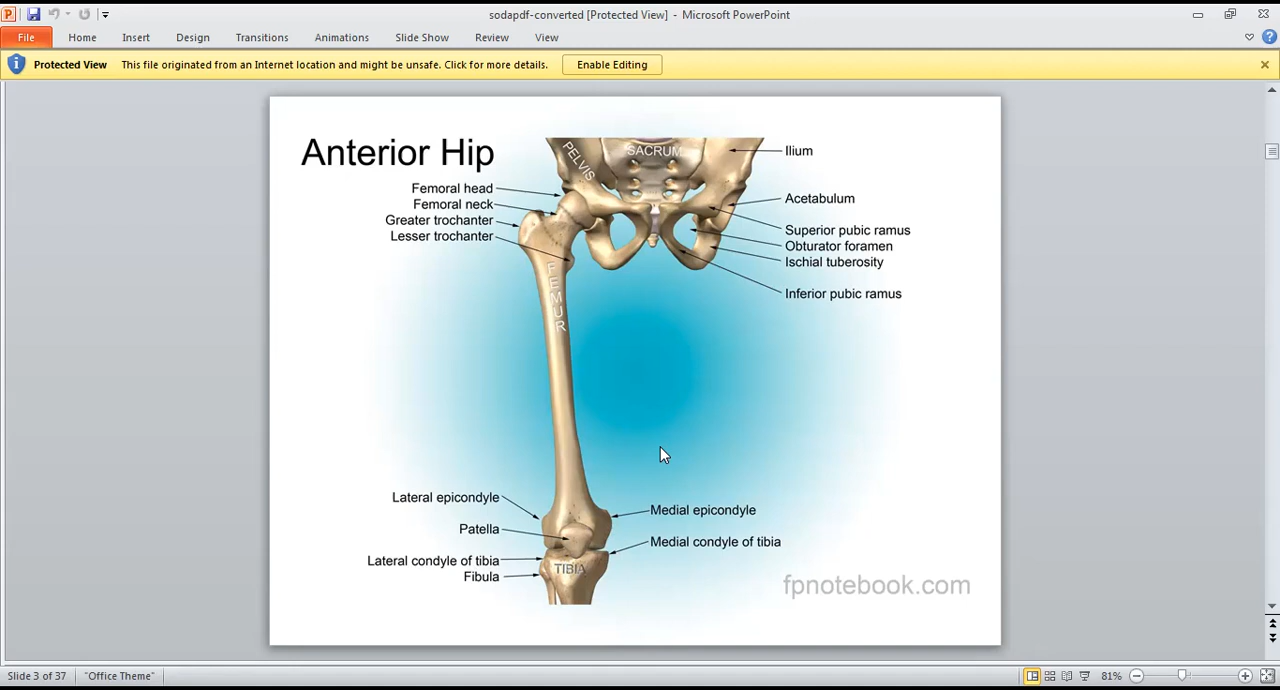 sodapdf-converted [Protected View] - Microsoft PowerPoint
File Home Insert Design Transitions Animations Slide Show Review View
Protected View This file originated from an Internet location and might be unsafe. Click for more details. Enable Editing
Anterior Hip
PELVIS
SACRUM
Femoral head
Femoral neck
Greater trochanter
Lesser trochanter
Ilium
Acetabulum
Superior pubic ramus
Obturator foramen
Ischial tuberosity
Inferior pubic ramus
FEMUR
Lateral epicondyle
Patella
Lateral condyle of tibia
Fibula
Medial epicondyle
Medial condyle of tibia
TIBIA
fpnotebook.com
Slide 3 of 37 "Office Theme" 81%